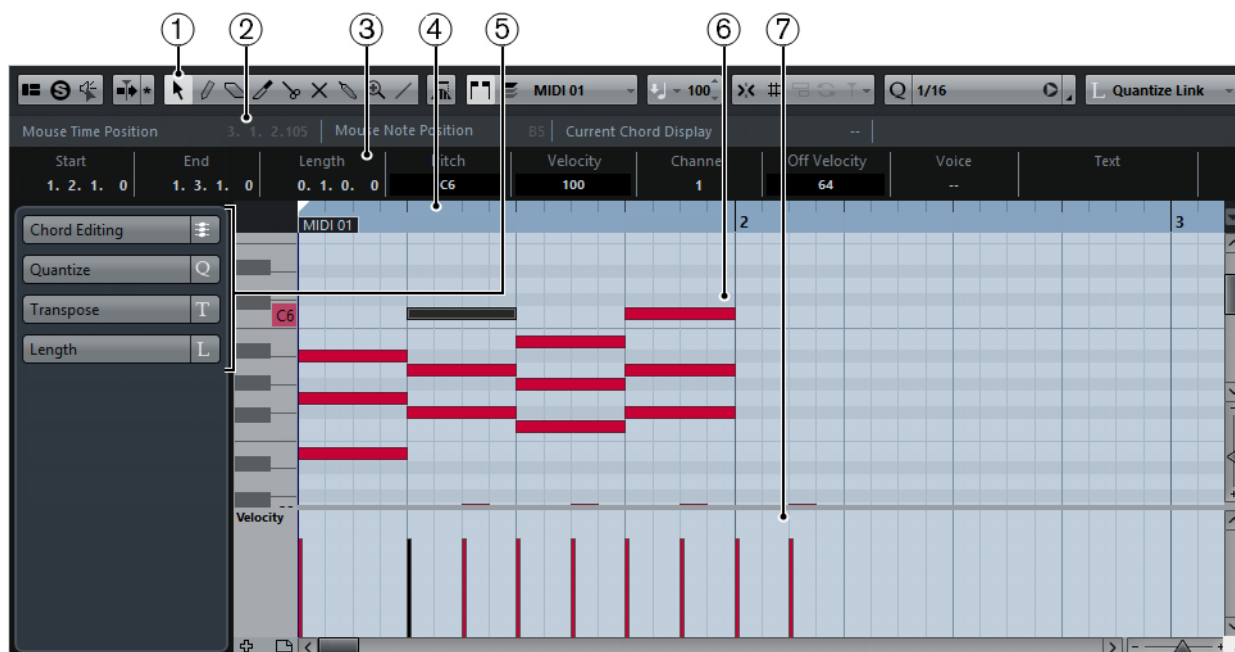 1 2 3 4 5 6 7
MIDI 01 100 Q 1/16 L Quantize Link
Mouse Time Position 3. 1. 2.105 Mouse Note Position B5 Current Chord Display --
Start End Length Pitch Velocity Channel Off Velocity Voice Text
1. 2. 1. 0 1. 3. 1. 0 0. 1. 0. 0 C6 100 1 64 --
Chord Editing
Quantize Q
Transpose T
Length L
MIDI 01 2 3
C6
Velocity